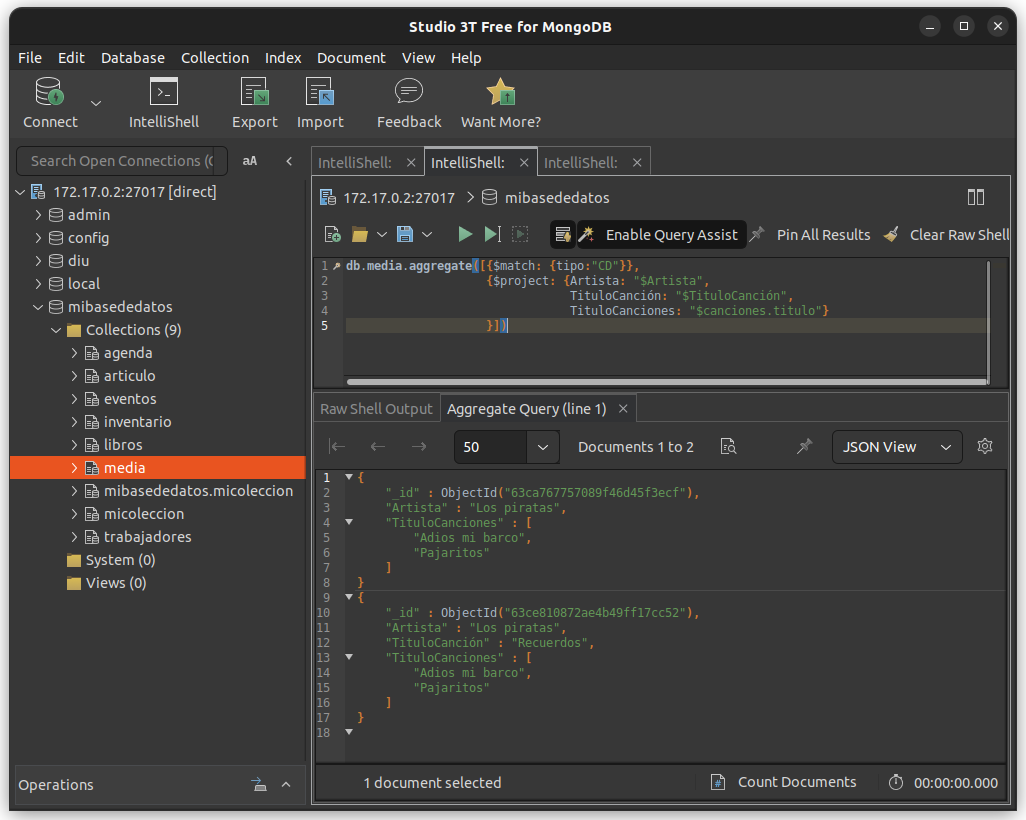 Studio 3T Free for MongoDB
File Edit Database Collection Index Document View Help
Connect IntelliShell Export Import Feedback Want More?
Search Open Connections (C aA
172.17.0.2:27017 [direct]
admin
config
diu
local
mibasededatos
Collections (9)
agenda
articulo
eventos
inventario
libros
media
mibasededatos.micoleccion
micoleccion
trabajadores
System (0)
Views (0)
Operations
IntelliShell: IntelliShell: IntelliShell:
172.17.0.2:27017 mibasededatos
Enable Query Assist Pin All Results Clear Raw Shell
1 db.media.aggregate([{$match: {tipo:"CD"}},
2 {$project: {Artista: "$Artista",
3 TituloCanción: "$TituloCanción",
4 TituloCanciones: "$canciones.titulo"}
5 }])
Raw Shell Output Aggregate Query (line 1)
50 Documents 1 to 2 JSON View
1 {
2 "_id" : ObjectId("63ca767757089f46d45f3ecf"),
3 "Artista" : "Los piratas",
4 "TituloCanciones" : [
5 "Adios mi barco",
6 "Pajaritos"
7 ]
8 }
9 {
10 "_id" : ObjectId("63ce810872ae4b49ff17cc52"),
11 "Artista" : "Los piratas",
12 "TituloCanción" : "Recuerdos",
13 "TituloCanciones" : [
14 "Adios mi barco",
15 "Pajaritos"
16 ]
17 }
18
1 document selected Count Documents 00:00:00.000